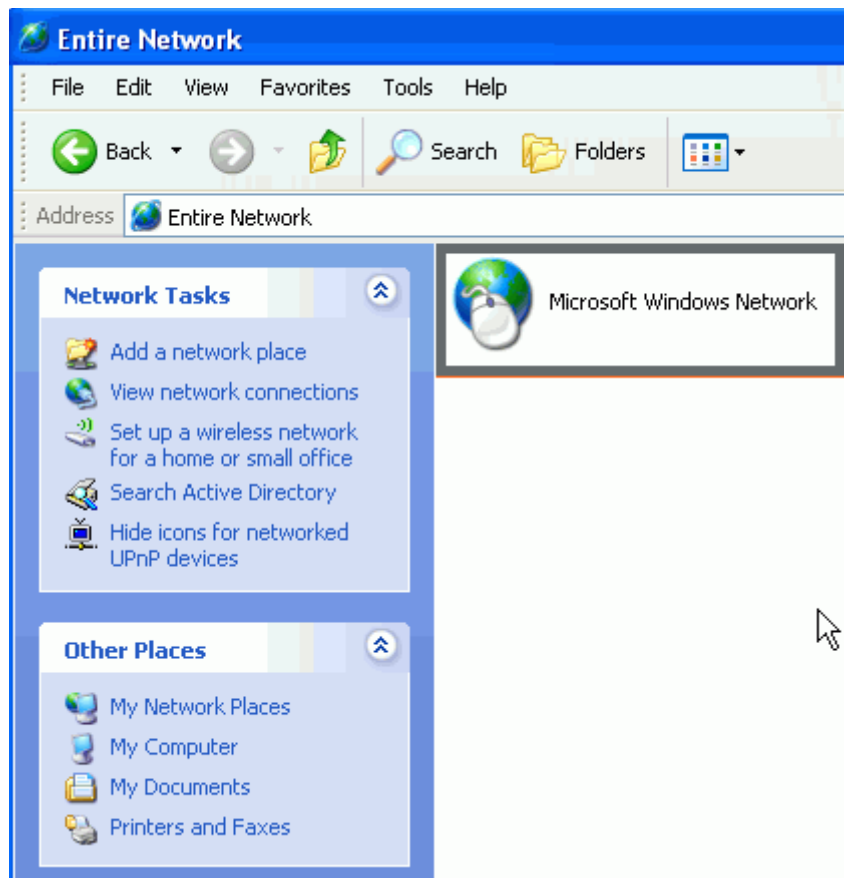 Entire Network
File Edit View Favorites Tools Help
Back Search Folders
Address Entire Network
Network Tasks
Add a network place
View network connections
Set up a wireless network
for a home or small office
Search Active Directory
Hide icons for networked
UPnP devices
Other Places
My Network Places
My Computer
My Documents
Printers and Faxes
Microsoft Windows Network